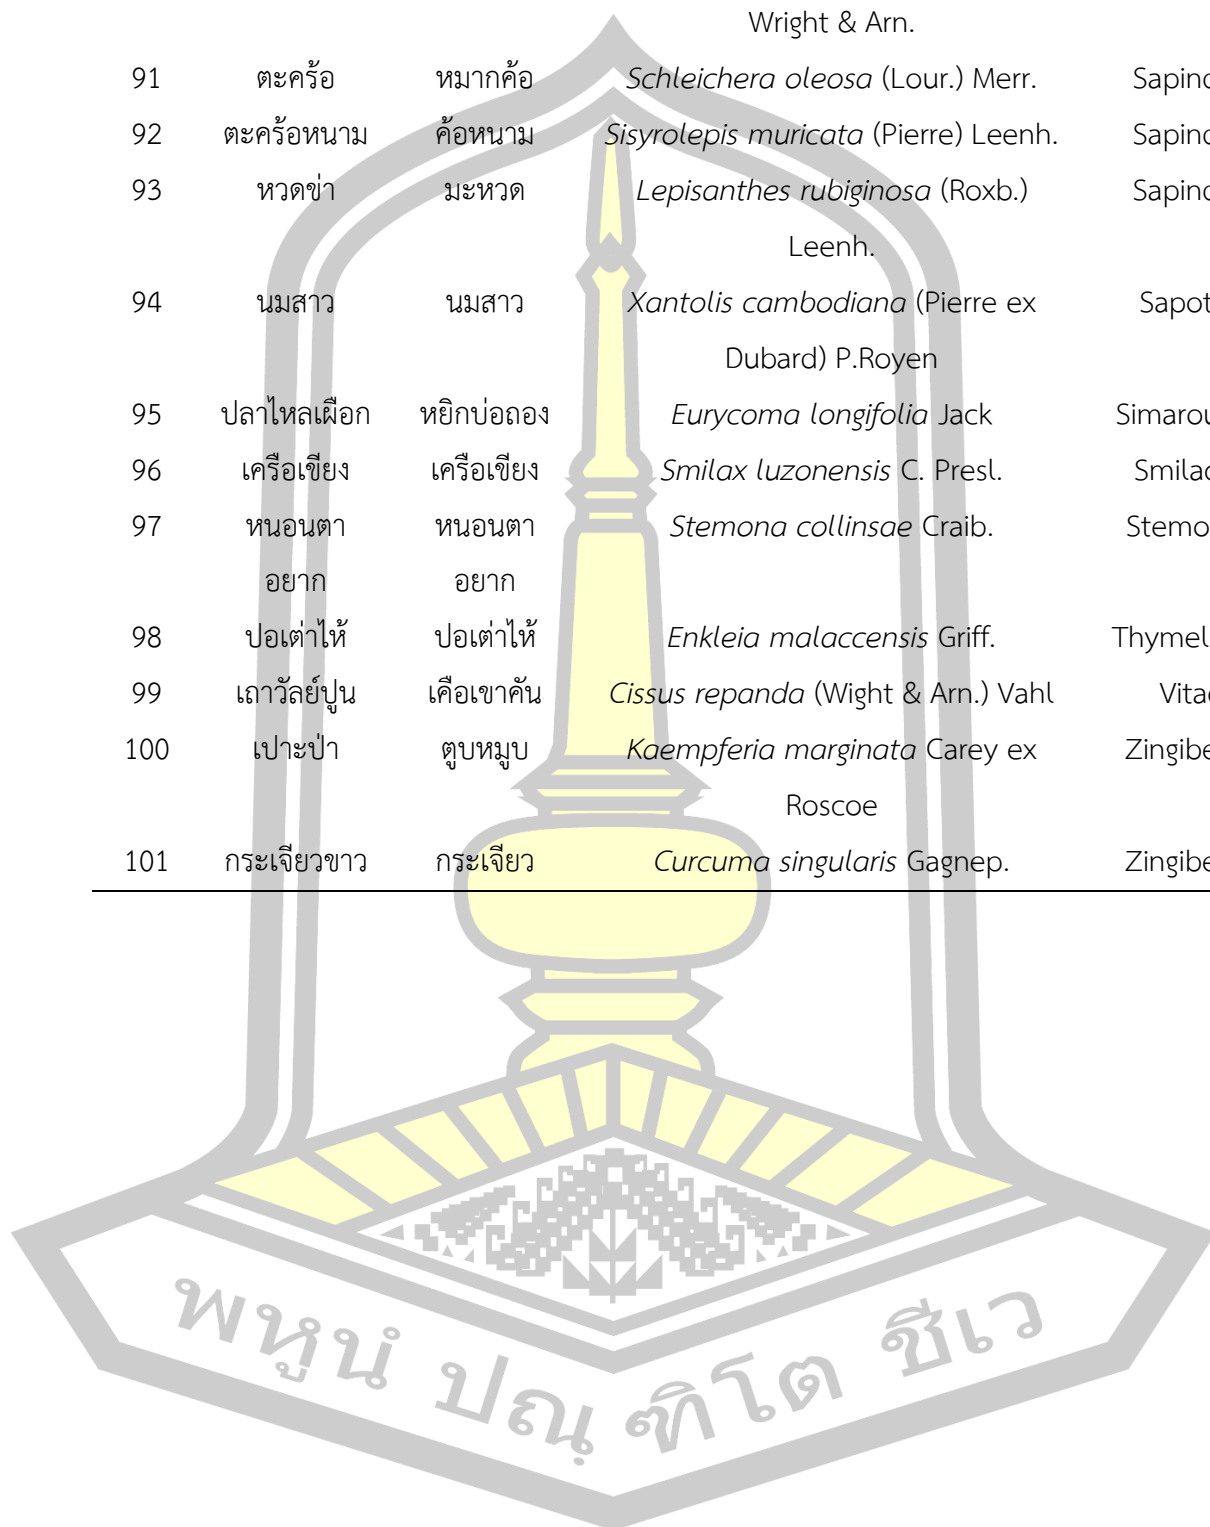 Wright & Arn.
91 ตะคร้อ หมากค้อ Schleichera oleosa (Lour.) Merr. Sapind
92 ตะคร้อหนาม ค้อหนาม Sisyrolepis muricata (Pierre) Leenh. Sapind
93 หวดข่า มะหวด Lepisanthes rubiginosa (Roxb.) Sapind
Leenh.
94 นมสาว นมสาว Xantolis cambodiana (Pierre ex Sapot
Dubard) P.Royen
95 ปลาไหลเผือก หยิกบ่อถอง Eurycoma longifolia Jack Simarou
96 เครือเขียง เครือเขียง Smilax luzonensis C. Presl. Smilac
97 หนอนตา หนอนตา Stemona collinsae Craib. Stemo
อยาก อยาก
98 ปอเต่าไห้ ปอเต่าไห้ Enkleia malaccensis Griff. Thymel
99 เถาวัลย์ปูน เคือเขาคัน Cissus repanda (Wight & Arn.) Vahl Vitac
100 เปาะป่า ตูบหมูบ Kaempferia marginata Carey ex Zingibe
Roscoe
101 กระเจียวขาว กระเจียว Curcuma singularis Gagnep. Zingibe
พหูนํ ปณฺฑิโต ชีเว